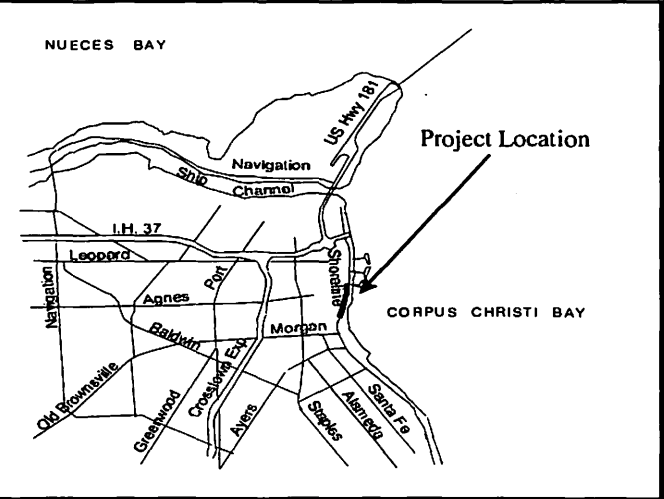 NUECES BAY
US Hwy 181
Project Location
Navigation
Ship
Channel
I.H. 37
Leopard
Port
Shoreline
Navigation
Agnes
CORPUS CHRISTI BAY
Baldwin
Morgan
Old Brownsville
Greenwood
Crosstown Exp
Ayers
Staples
Alameda
Santa Fe